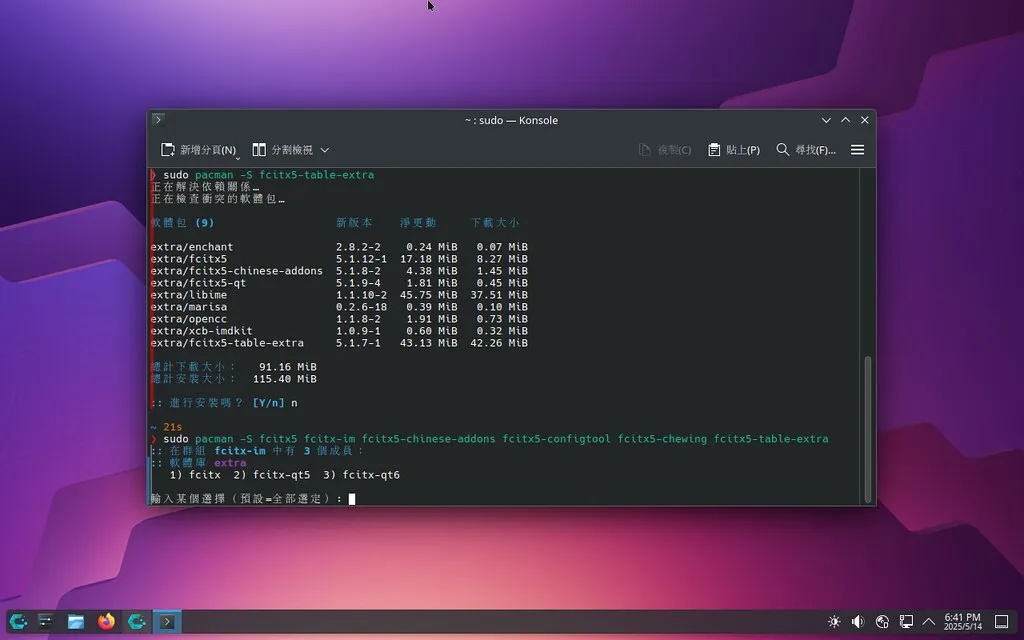 ~ : sudo — Konsole
新增分頁(N) 分割檢視 複製(C) 貼上(P) 尋找(F)...
❯ sudo pacman -S fcitx5-table-extra
正在解決依賴關係…
正在檢查衝突的軟體包…
軟體包 (9) 新版本 淨更動 下載大小
extra/enchant 2.8.2-2 0.24 MiB 0.07 MiB
extra/fcitx5 5.1.12-1 17.18 MiB 8.27 MiB
extra/fcitx5-chinese-addons 5.1.8-2 4.38 MiB 1.45 MiB
extra/fcitx5-qt 5.1.9-4 1.81 MiB 0.45 MiB
extra/libime 1.1.10-2 45.75 MiB 37.51 MiB
extra/marisa 0.2.6-18 0.39 MiB 0.10 MiB
extra/opencc 1.1.8-2 1.91 MiB 0.73 MiB
extra/xcb-imdkit 1.0.9-1 0.60 MiB 0.32 MiB
extra/fcitx5-table-extra 5.1.7-1 43.13 MiB 42.26 MiB
總計下載大小： 91.16 MiB
總計安裝大小： 115.40 MiB
:: 進行安裝嗎？ [Y/n] n
~ 21s
❯ sudo pacman -S fcitx5 fcitx-im fcitx5-chinese-addons fcitx5-configtool fcitx5-chewing fcitx5-table-extra
:: 在群組 fcitx-im 中有 3 個成員：
:: 軟體庫 extra
1) fcitx 2) fcitx-qt5 3) fcitx-qt6
輸入某個選擇（預設=全部選定）:
6:41 PM
2025/5/14